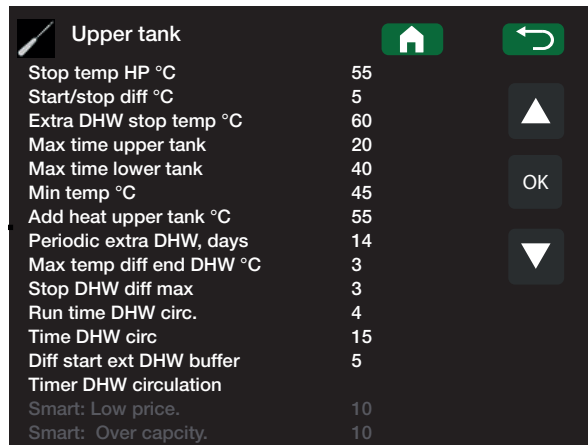 Upper tank
Stop temp HP °C 55
Start/stop diff °C 5
Extra DHW stop temp °C 60
Max time upper tank 20
Max time lower tank 40
Min temp °C 45
Add heat upper tank °C 55
Periodic extra DHW, days 14
Max temp diff end DHW °C 3
Stop DHW diff max 3
Run time DHW circ. 4
Time DHW circ 15
Diff start ext DHW buffer 5
Timer DHW circulation
Smart: Low price. 10
Smart: Over capcity. 10
OK